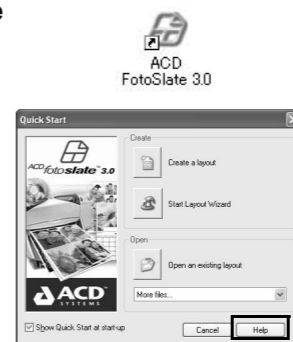 e
ACD
FotoSlate 3.0
Quick Start
Create
ACD fotoslate 3.0
Create a layout
Start Layout Wizard
Open
Open an existing layout
ACD
SYSTEMS
More files...
Show Quick Start at start-up
Cancel
Help